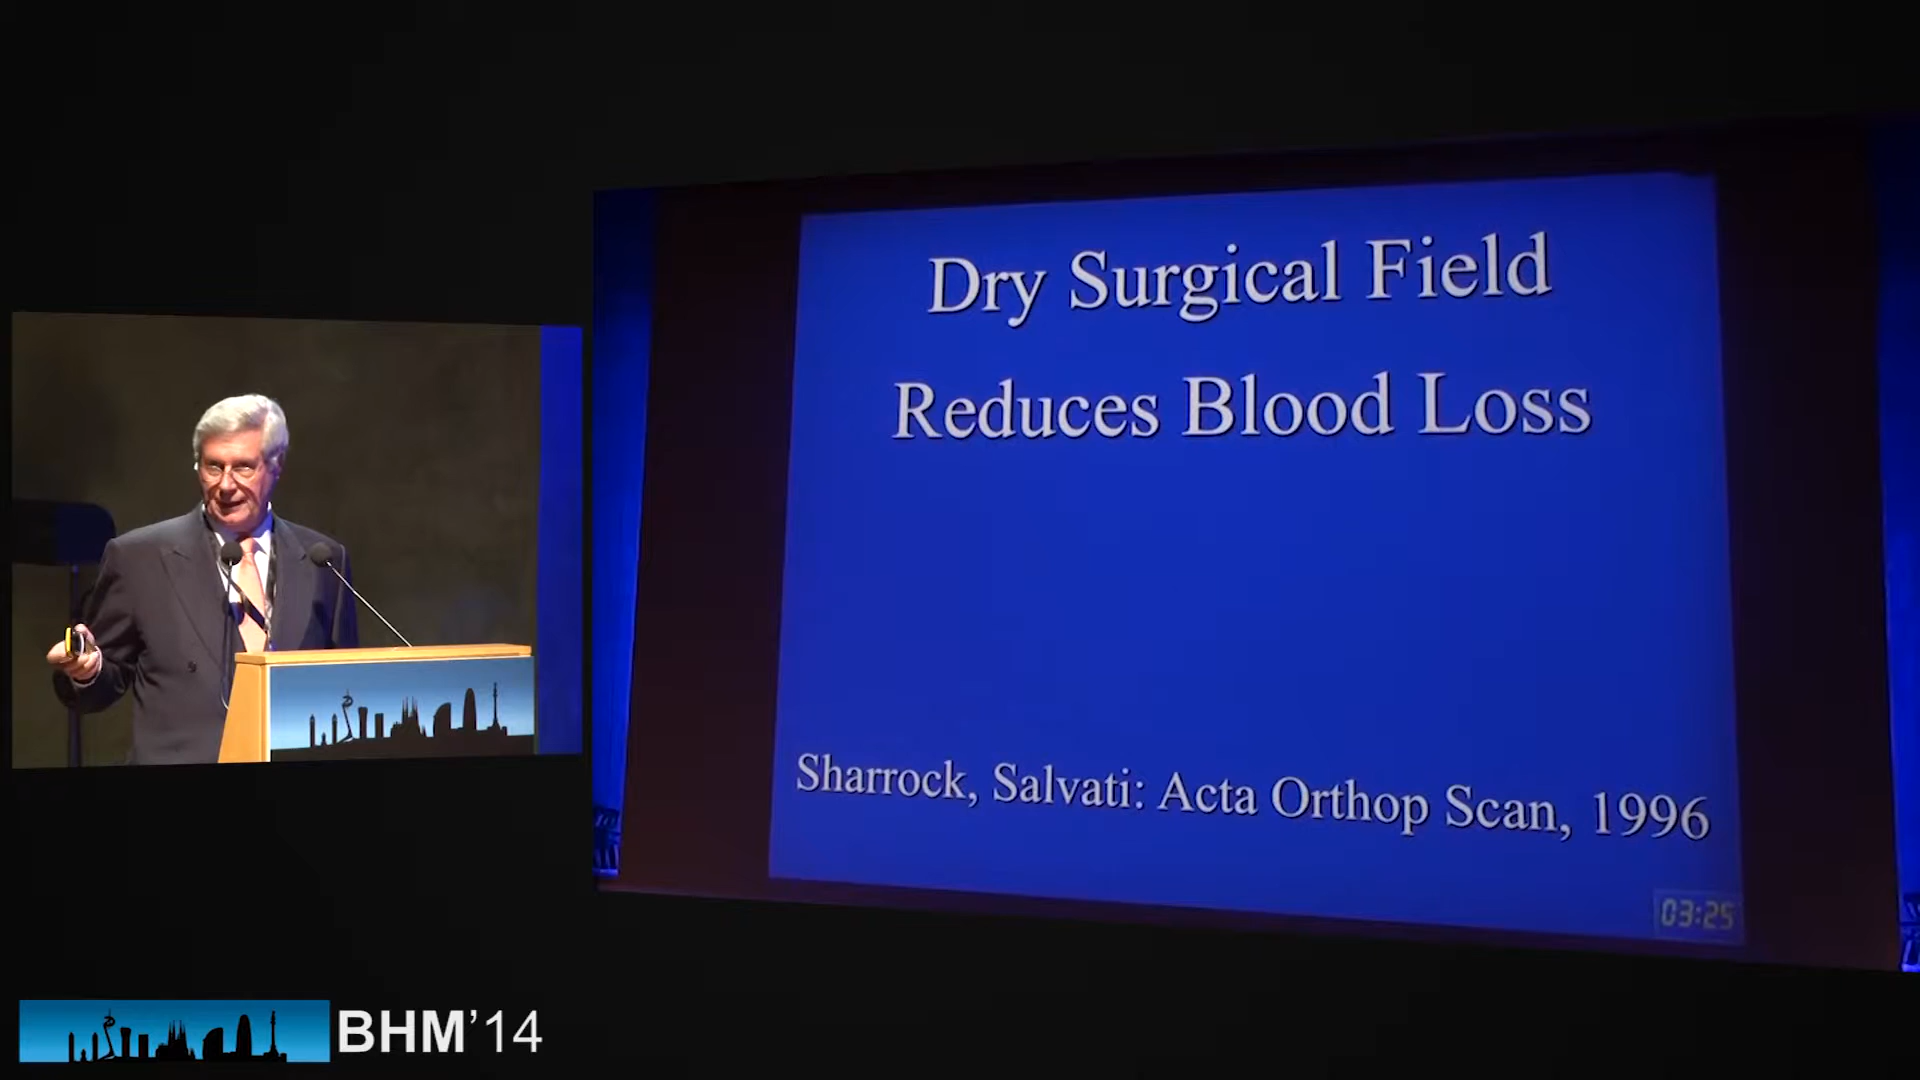 Dry Surgical Field
Reduces Blood Loss
Sharrock, Salvati: Acta Orthop Scan, 1996
03:25
BHM'14